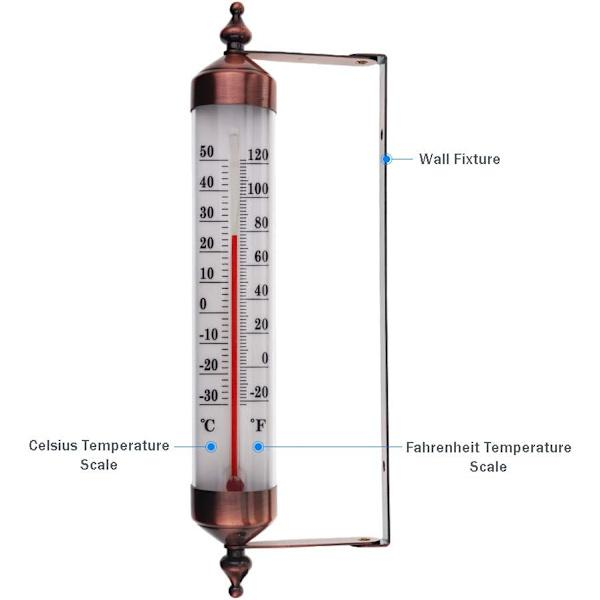 50 120
40 100
30 80
20 60
10 40
0 20
-10 0
-20 -20
-30
°C °F
Wall Fixture
Celsius Temperature
Scale
Fahrenheit Temperature
Scale